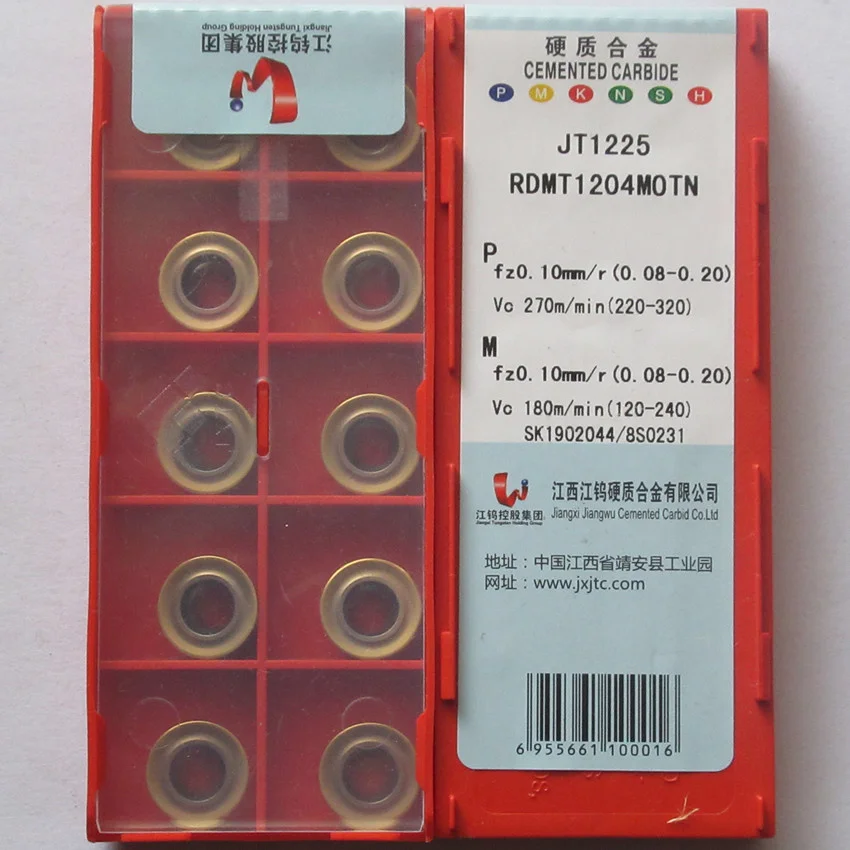 江钨控股集团
Jiangxi Tungsten Holding Group
硬质合金
CEMENTED CARBIDE
P M K N S H
JT1225
RDMT1204MOTN
P
fz0.10mm/r(0.08-0.20)
Vc 270m/min(220-320)
M
fz0.10mm/r(0.08-0.20)
Vc 180m/min(120-240)
SK1902044/8S0231
江钨控股集团
Jiangxi Tungsten Holding Group
江西江钨硬质合金有限公司
Jiangxi Jiangwu Cemented Carbid Co.Ltd
地址：中国江西省靖安县工业园
网址：www.jxjtc.com
6 955661 100016